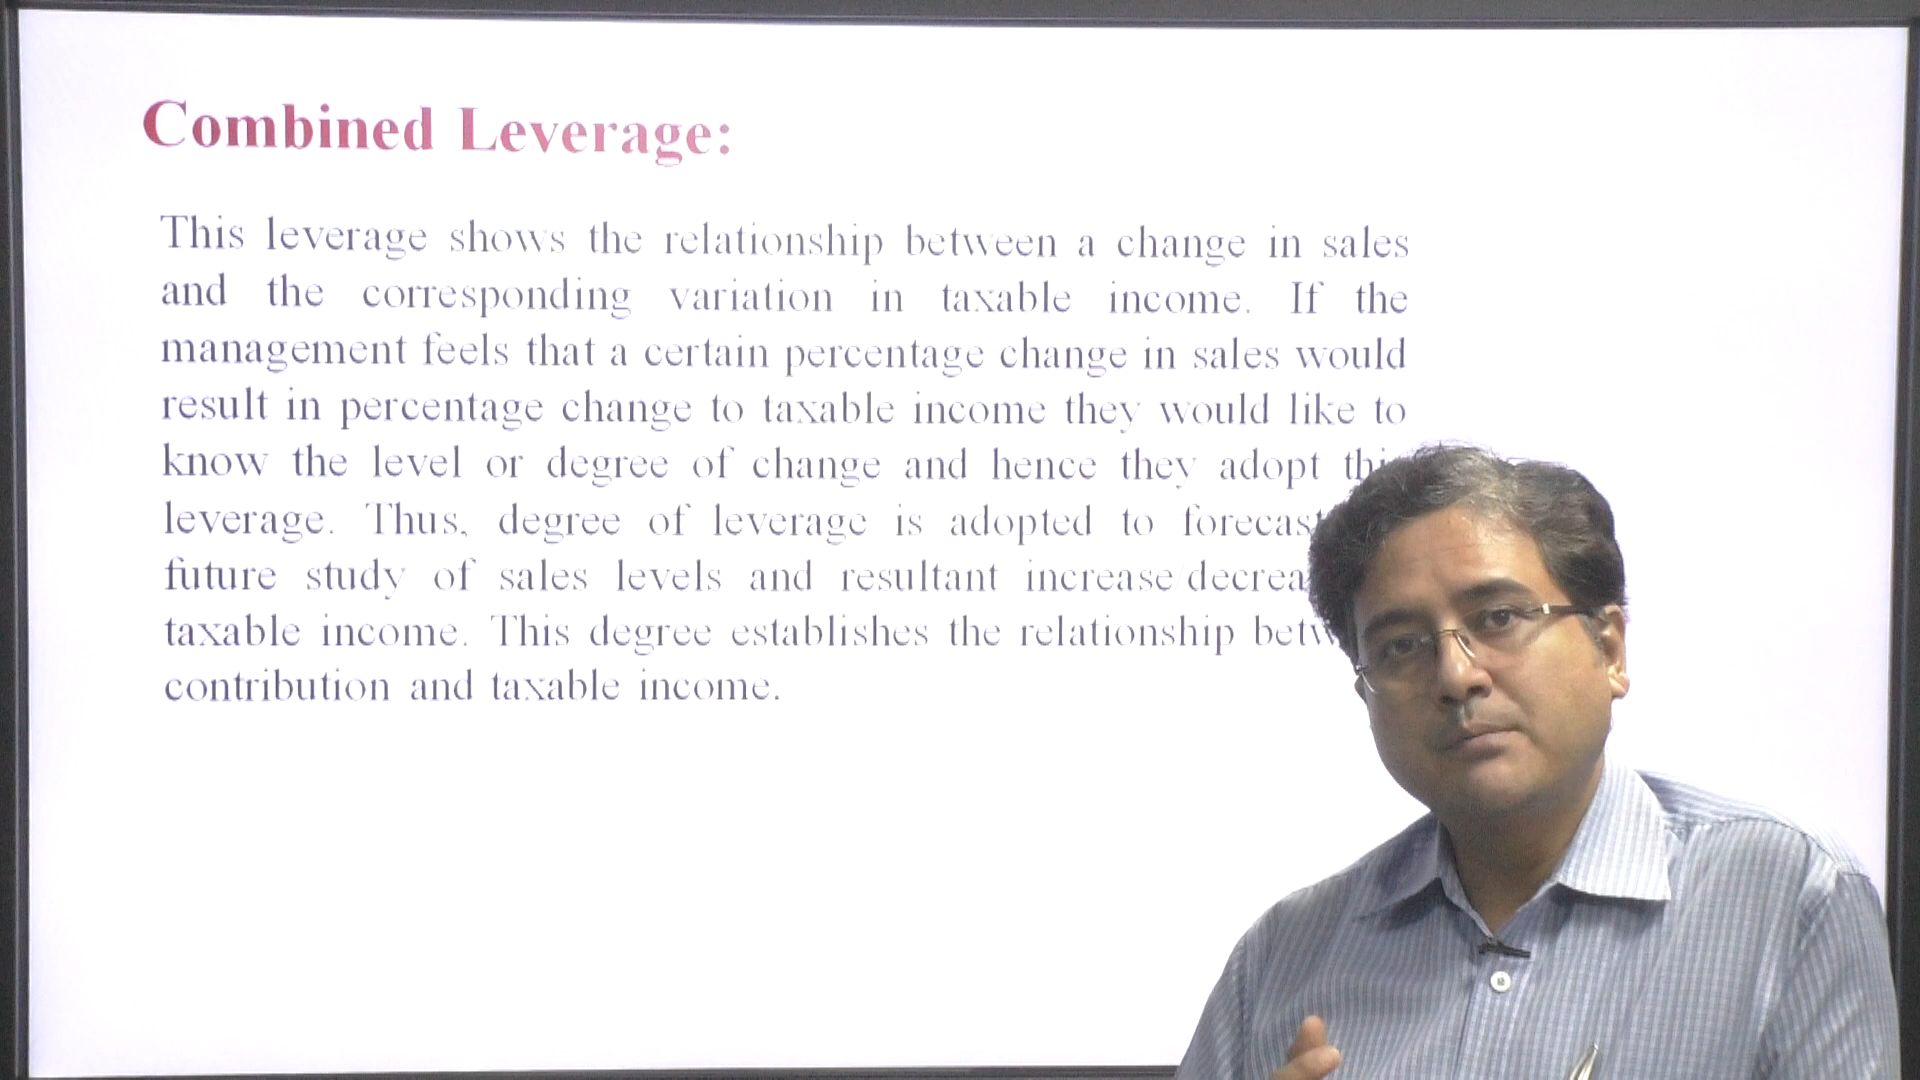 Combined Leverage:
This leverage shows the relationship between a change in sales
and the corresponding variation in taxable income. If the
management feels that a certain percentage change in sales would
result in percentage change to taxable income they would like to
know the level or degree of change and hence they adopt
leverage. Thus, degree of leverage is adopted to forecast
future study of sales levels and resultant
taxable income. This degree establishes the relationship
contribution and taxable income.